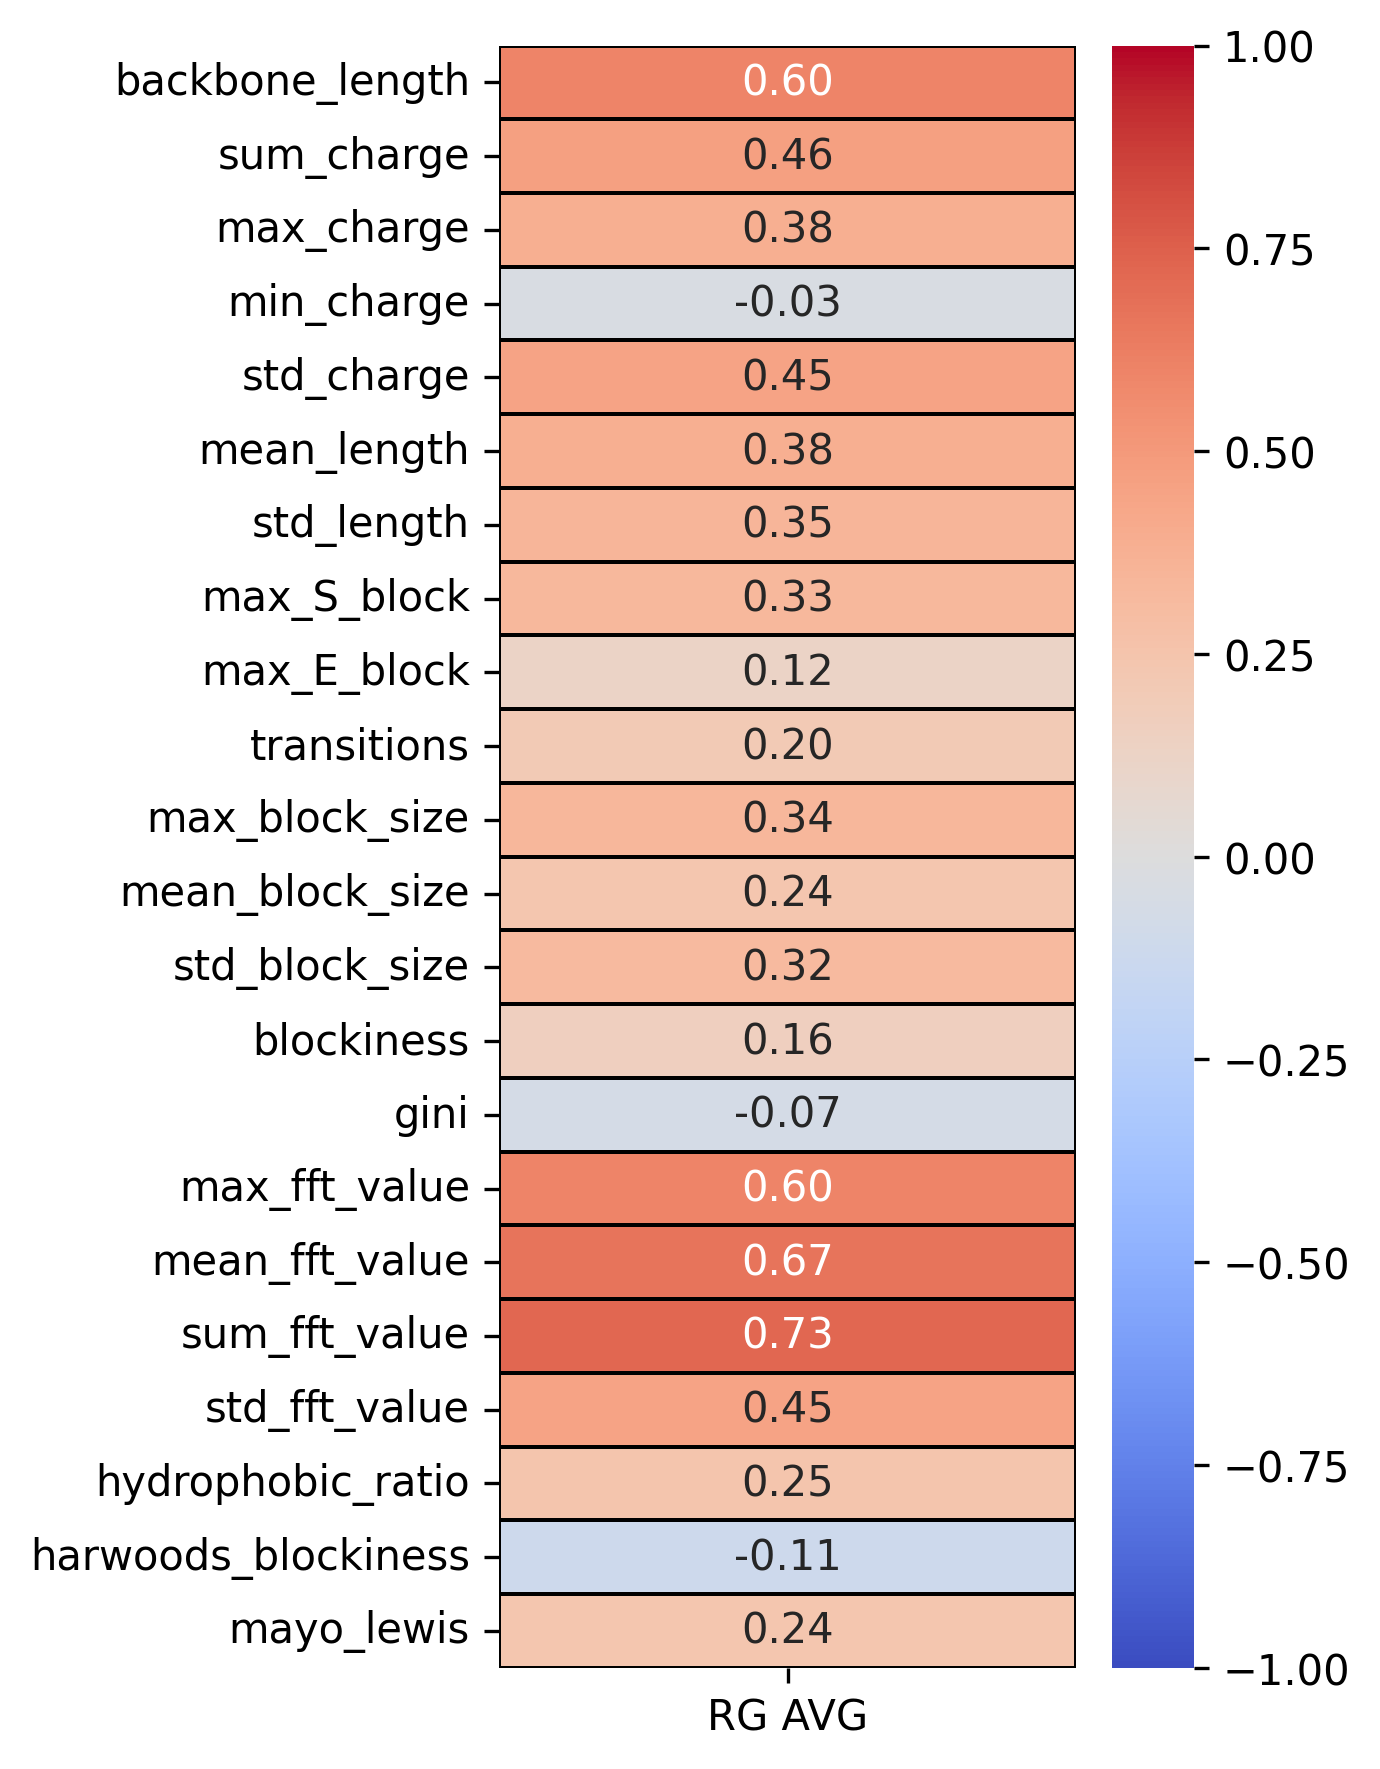 backbone_length 0.60
sum_charge 0.46
max_charge 0.38
min_charge -0.03
std_charge 0.45
mean_length 0.38
std_length 0.35
max_S_block 0.33
max_E_block 0.12
transitions 0.20
max_block_size 0.34
mean_block_size 0.24
std_block_size 0.32
blockiness 0.16
gini -0.07
max_fft_value 0.60
mean_fft_value 0.67
sum_fft_value 0.73
std_fft_value 0.45
hydrophobic_ratio 0.25
harwoods_blockiness -0.11
mayo_lewis 0.24
RG AVG
1.00
0.75
0.50
0.25
0.00
−0.25
−0.50
−0.75
−1.00